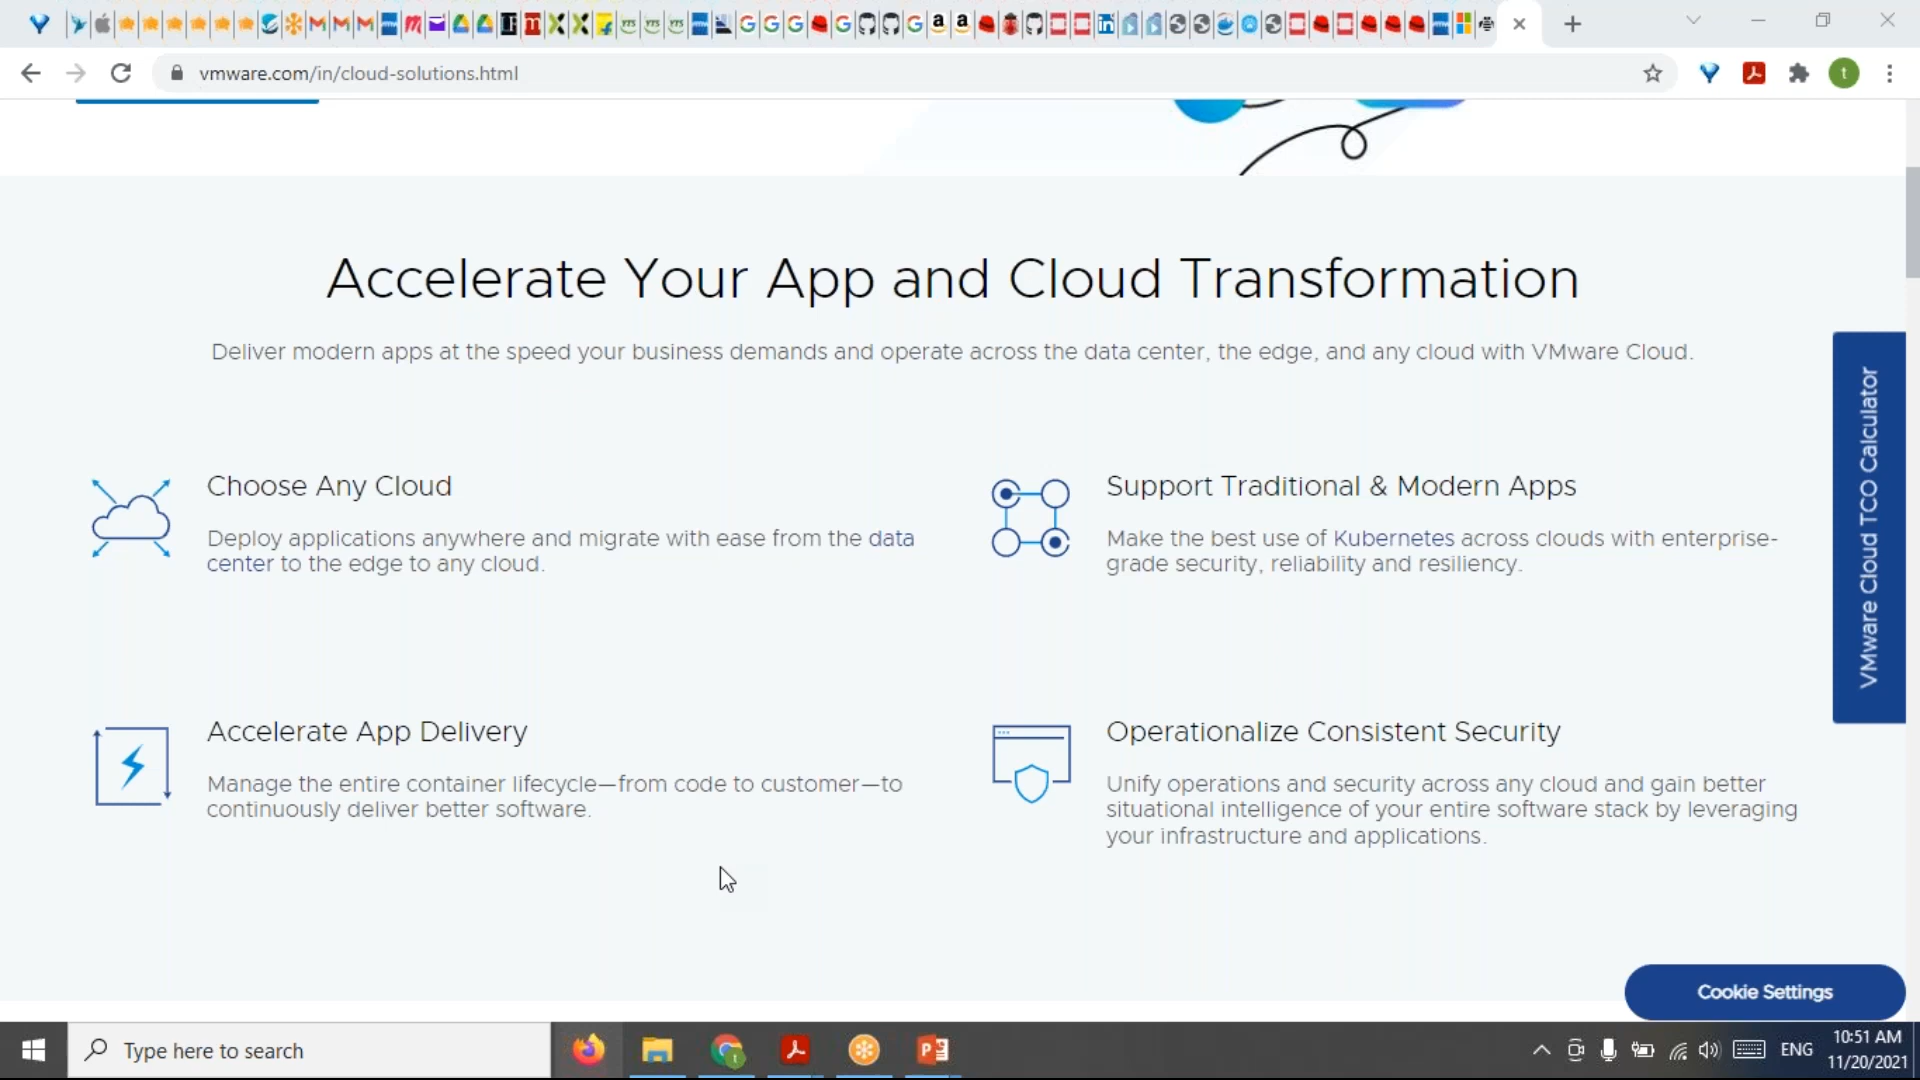 vmware.com/in/cloud-solutions.html
t
Accelerate Your App and Cloud Transformation
Deliver modern apps at the speed your business demands and operate across the data center, the edge, and any cloud with VMware Cloud.
Choose Any Cloud
Deploy applications anywhere and migrate with ease from the data
center to the edge to any cloud.
Support Traditional & Modern Apps
Make the best use of Kubernetes across clouds with enterprise-
grade security, reliability and resiliency.
Accelerate App Delivery
Manage the entire container lifecycle—from code to customer—to
continuously deliver better software.
Operationalize Consistent Security
Unify operations and security across any cloud and gain better
situational intelligence of your entire software stack by leveraging
your infrastructure and applications.
VMware Cloud TCO Calculator
Cookie Settings
Type here to search
ENG
10:51 AM
11/20/2021